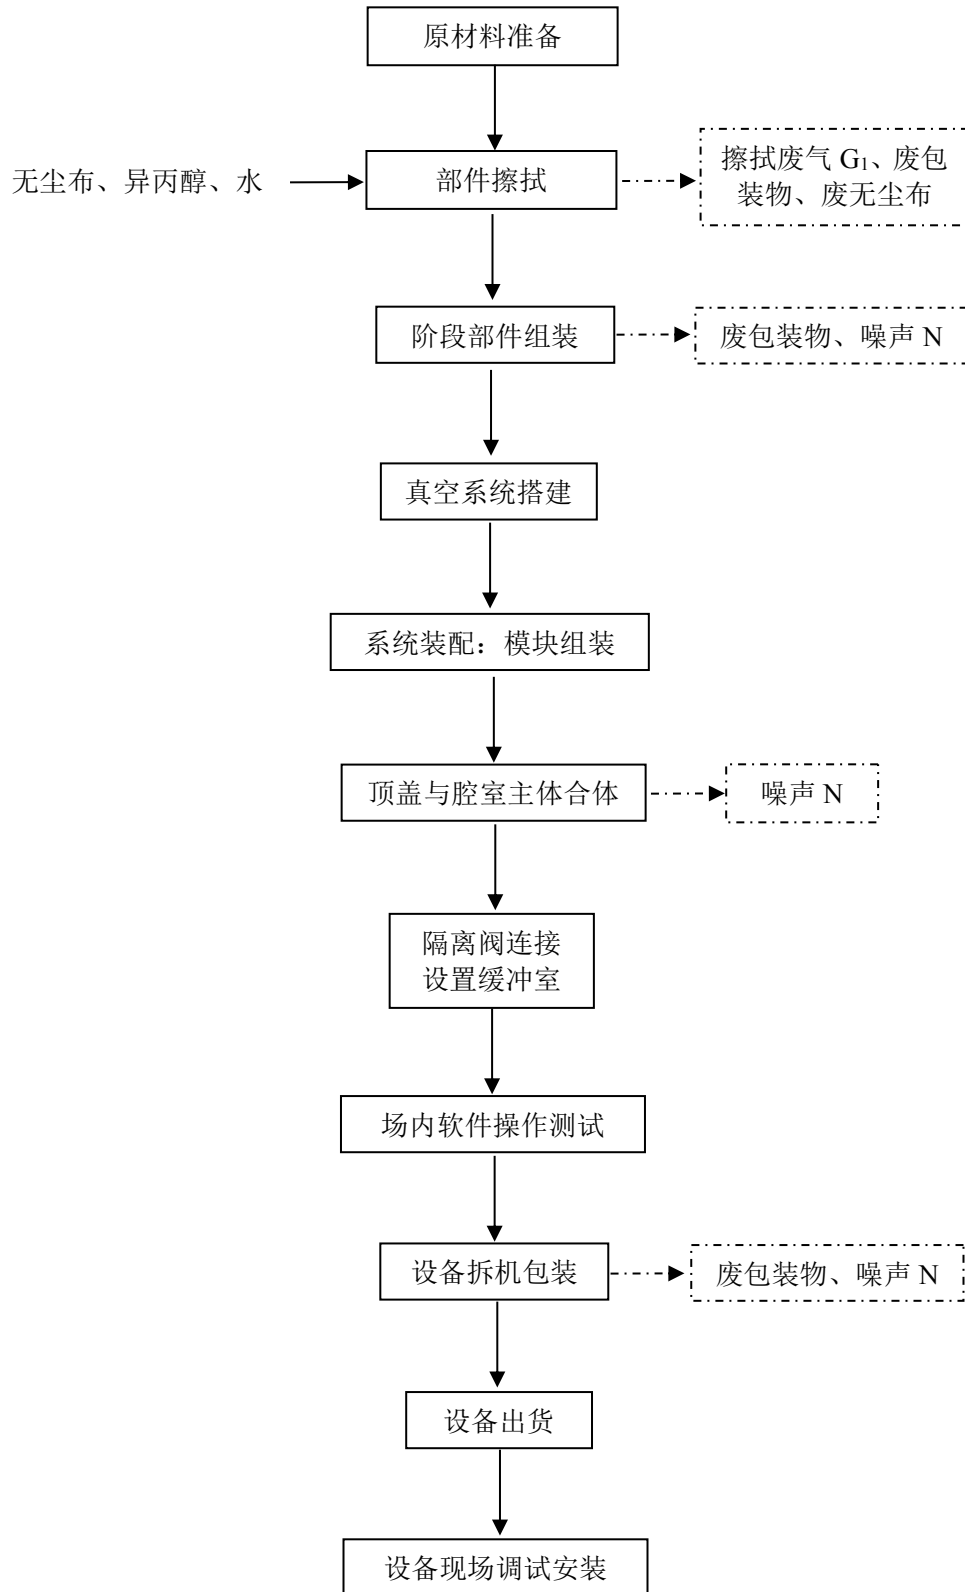 原材料准备
无尘布、异丙醇、水
部件擦拭
擦拭废气 G₁、废包
装物、废无尘布
阶段部件组装
废包装物、噪声 N
真空系统搭建
系统装配：模块组装
顶盖与腔室主体合体
噪声 N
隔离阀连接
设置缓冲室
场内软件操作测试
设备拆机包装
废包装物、噪声 N
设备出货
设备现场调试安装